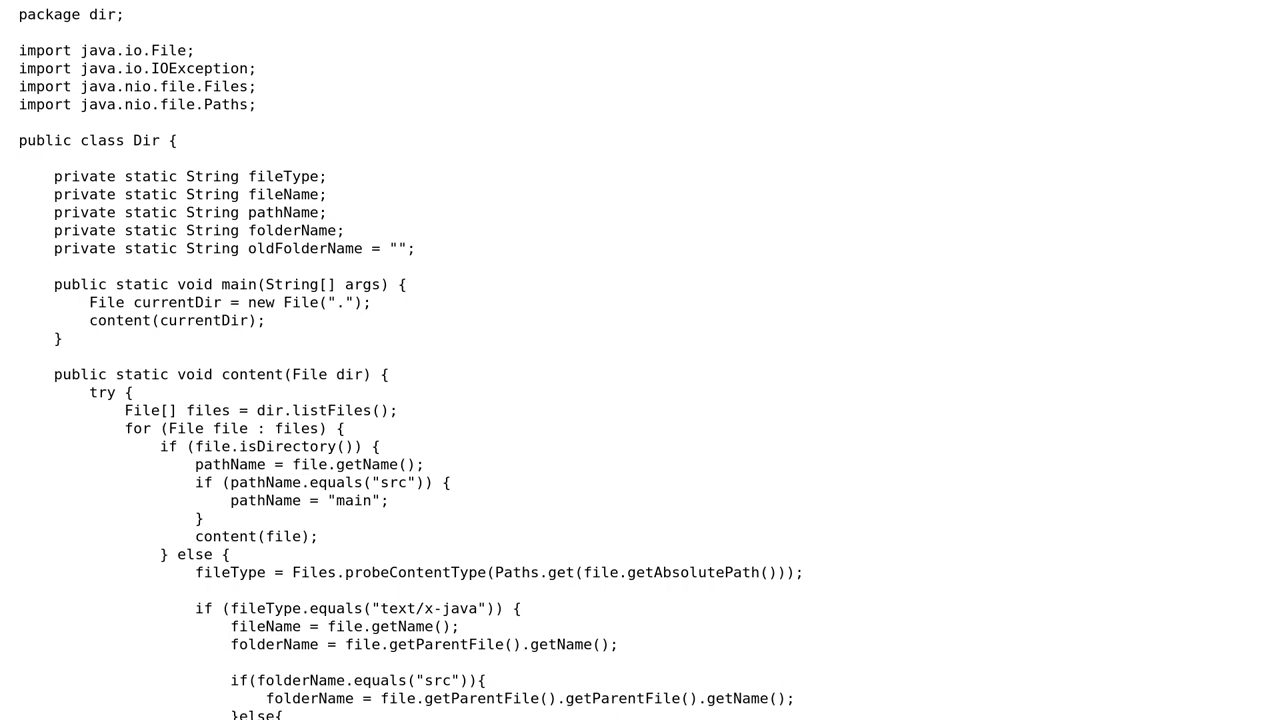 package dir;

import java.io.File;
import java.io.IOException;
import java.nio.file.Files;
import java.nio.file.Paths;

public class Dir {

    private static String fileType;
    private static String fileName;
    private static String pathName;
    private static String folderName;
    private static String oldFolderName = "";

    public static void main(String[] args) {
        File currentDir = new File(".");
        content(currentDir);
    }

    public static void content(File dir) {
        try {
            File[] files = dir.listFiles();
            for (File file : files) {
                if (file.isDirectory()) {
                    pathName = file.getName();
                    if (pathName.equals("src")) {
                        pathName = "main";
                    }
                    content(file);
                } else {
                    fileType = Files.probeContentType(Paths.get(file.getAbsolutePath()));

                    if (fileType.equals("text/x-java")) {
                        fileName = file.getName();
                        folderName = file.getParentFile().getName();

                        if(folderName.equals("src")){
                            folderName = file.getParentFile().getParentFile().getName();
                        }else{